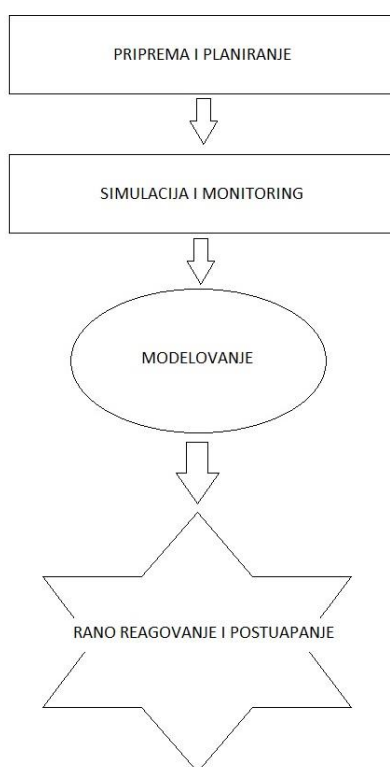 PRIPREMA I PLANIRANJE
SIMULACIJA I MONITORING
MODELOVANJE
RANO REAGOVANJE I POSTUAPANJE